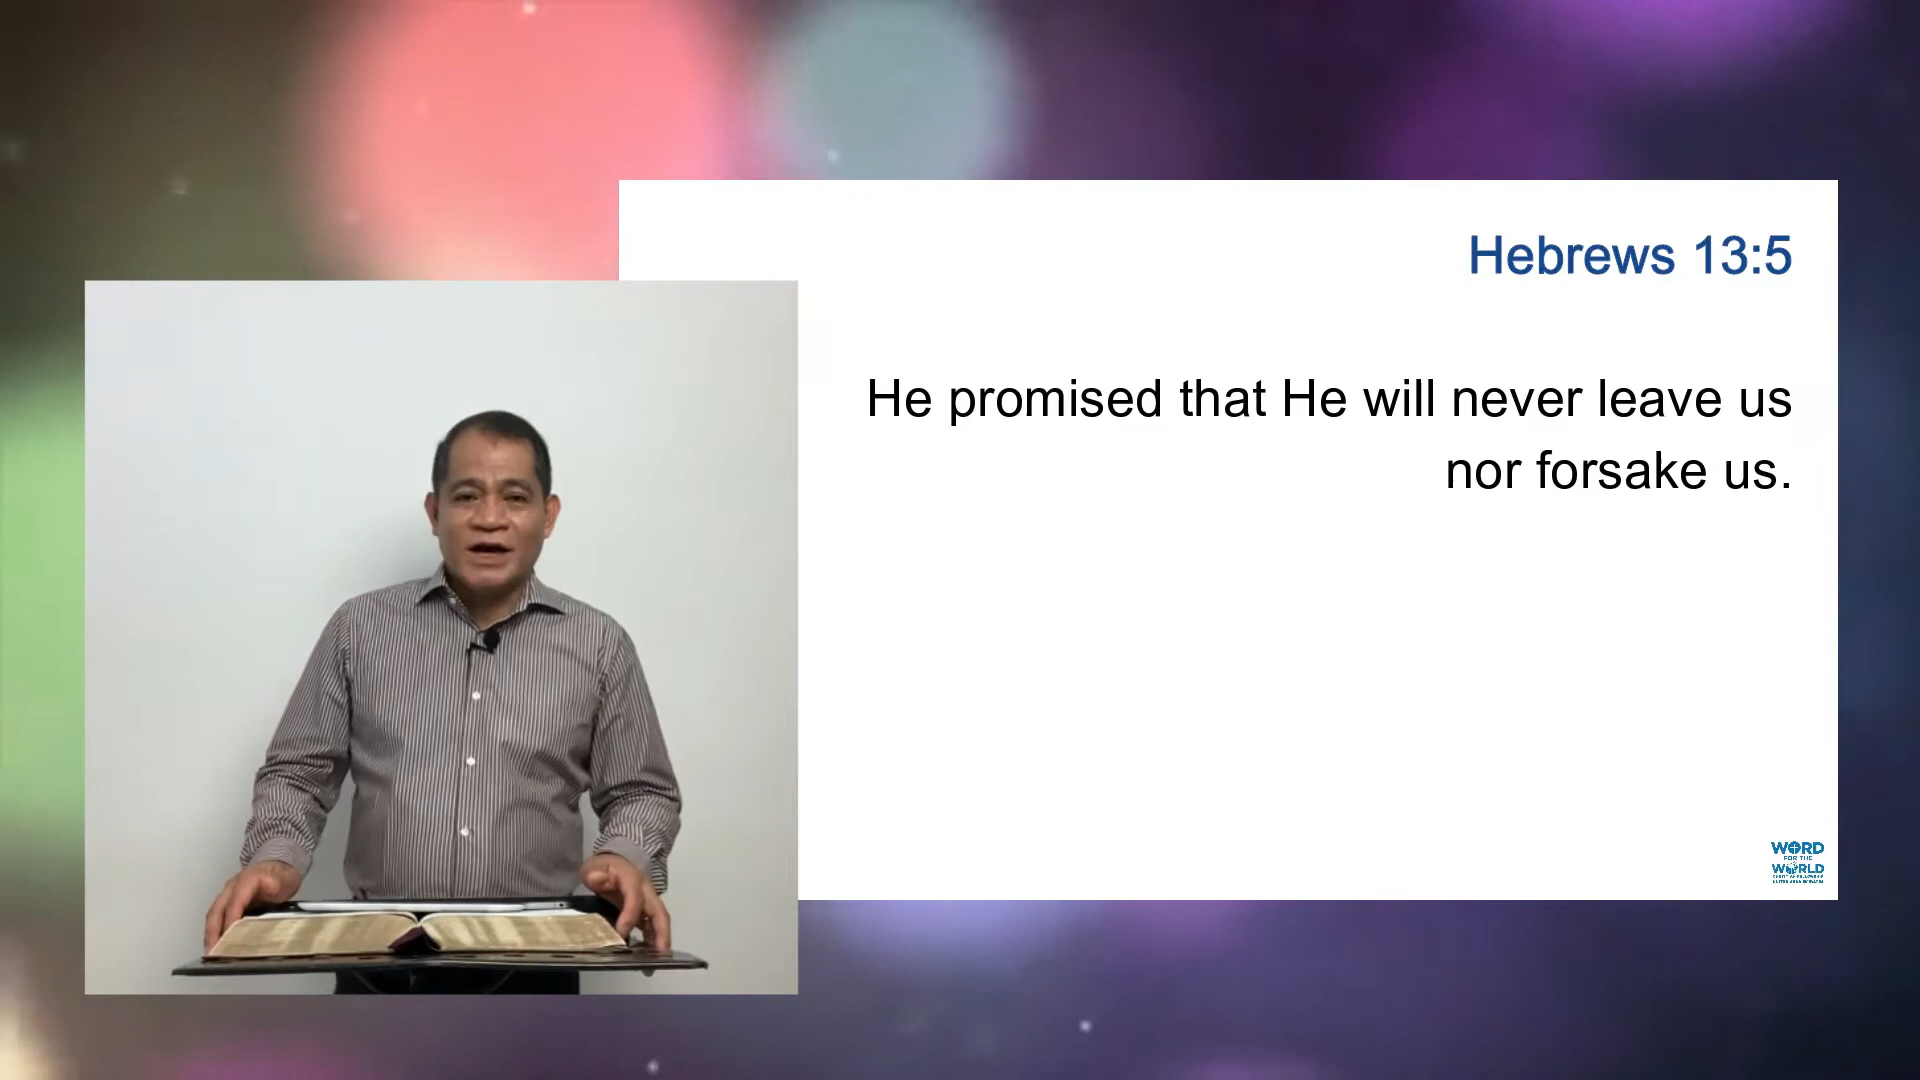 Hebrews 13:5
He promised that He will never leave us
nor forsake us.
WORD
FOR THE
WORLD